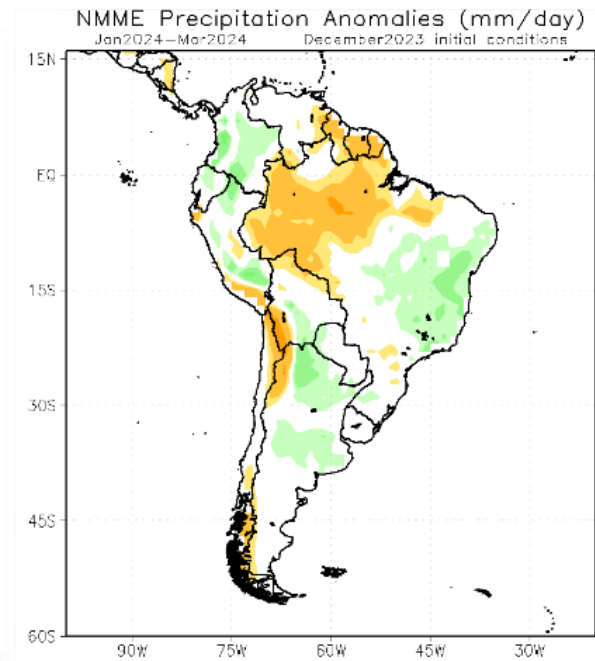 NMME Precipitation Anomalies (mm/day)
Jan2024–Mar2024 December2023 initial conditions
15N
EQ
15S
30S
45S
60S
90W 75W 60W 45W 30W